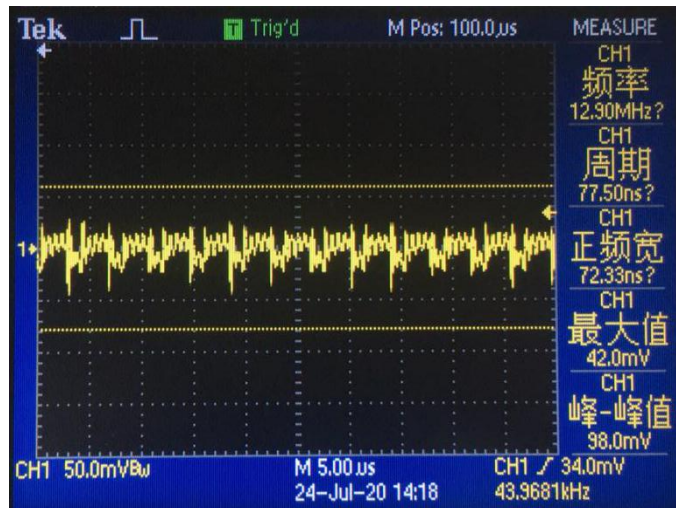 Tek T Trig'd M Pos: 100.0µs MEASURE
CH1
频率
12.90MHz?
CH1
周期
77.50ns?
CH1
正频宽
72.33ns?
CH1
最大值
42.0mV
CH1
峰-峰值
98.0mV
1
CH1 50.0mVBW M 5.00µs CH1 34.0mV
24-Jul-20 14:18 43.9681kHz